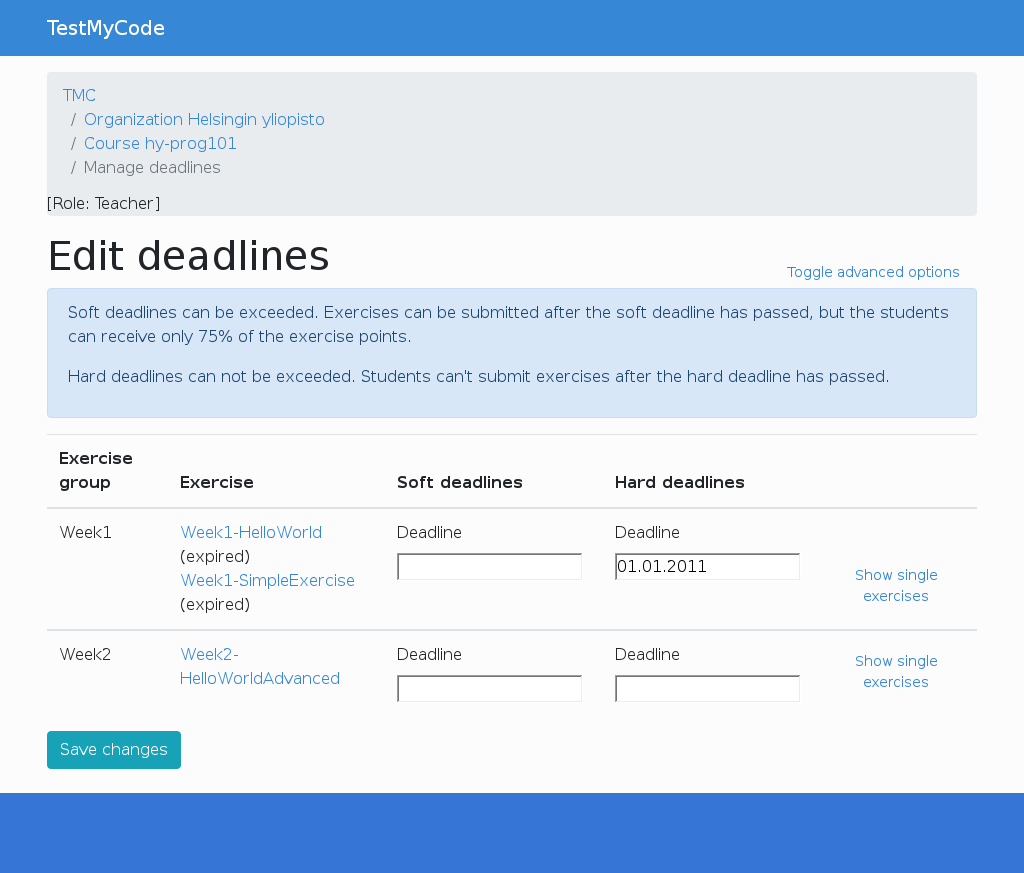 TestMyCode
TMC
/ Organization Helsingin yliopisto
/ Course hy-prog101
/ Manage deadlines
[Role: Teacher]
Edit deadlines
Toggle advanced options
Soft deadlines can be exceeded. Exercises can be submitted after the soft deadline has passed, but the students
can receive only 75% of the exercise points.
Hard deadlines can not be exceeded. Students can't submit exercises after the hard deadline has passed.
Exercise
group Exercise Soft deadlines Hard deadlines
Week1 Week1-HelloWorld Deadline Deadline
(expired)
01.01.2011
Week1-SimpleExercise
(expired)
Show single
exercises
Week2 Week2- Deadline Deadline
HelloWorldAdvanced
Show single
exercises
Save changes